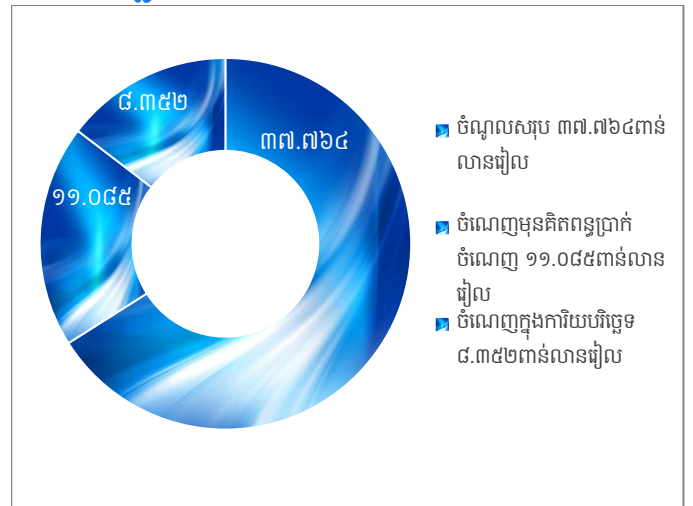 ៨.៣៥២
៣៧.៧៦៤
១១.០៨៥
ចំណូលសរុប ៣៧.៧៦៤ពាន់
លានរៀល
ចំណេញមុនគិតពន្ធប្រាក់
ចំណេញ ១១.០៨៥ពាន់លាន
រៀល
ចំណេញក្នុងការិយបរិច្ឆេទ
៨.៣៥២ពាន់លានរៀល